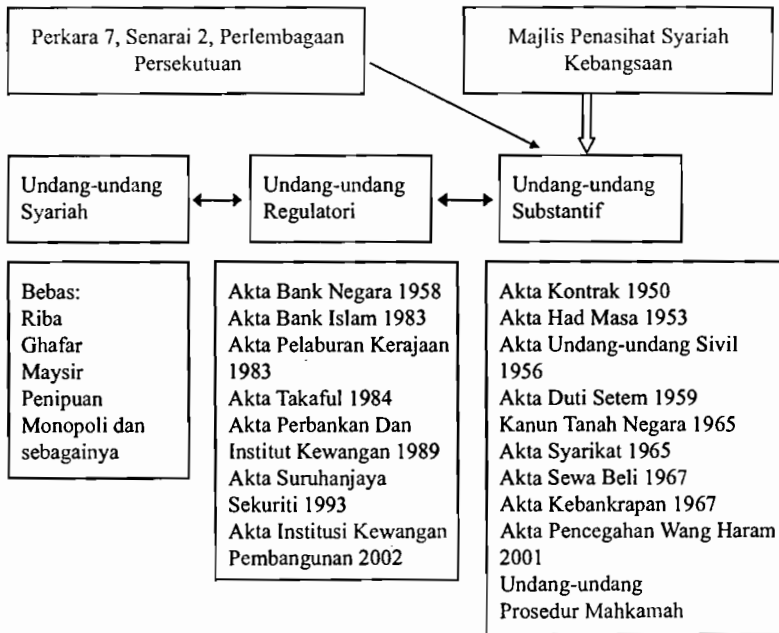 Perkara 7, Senarai 2, Perlembagaan
Persekutuan
Majlis Penasihat Syariah
Kebangsaan
Undang-undang
Syariah
Undang-undang
Regulatori
Undang-undang
Substantif
Bebas:
Riba
Ghafar
Maysir
Penipuan
Monopoli dan
sebagainya
Akta Bank Negara 1958
Akta Bank Islam 1983
Akta Pelaburan Kerajaan
1983
Akta Takaful 1984
Akta Perbankan Dan
Institut Kewangan 1989
Akta Suruhanjaya
Sekuriti 1993
Akta Institusi Kewangan
Pembangunan 2002
Akta Kontrak 1950
Akta Had Masa 1953
Akta Undang-undang Sivil
1956
Akta Duti Setem 1959
Kanun Tanah Negara 1965
Akta Syarikat 1965
Akta Sewa Beli 1967
Akta Kebankrapan 1967
Akta Pencegahan Wang Haram
2001
Undang-undang
Prosedur Mahkamah